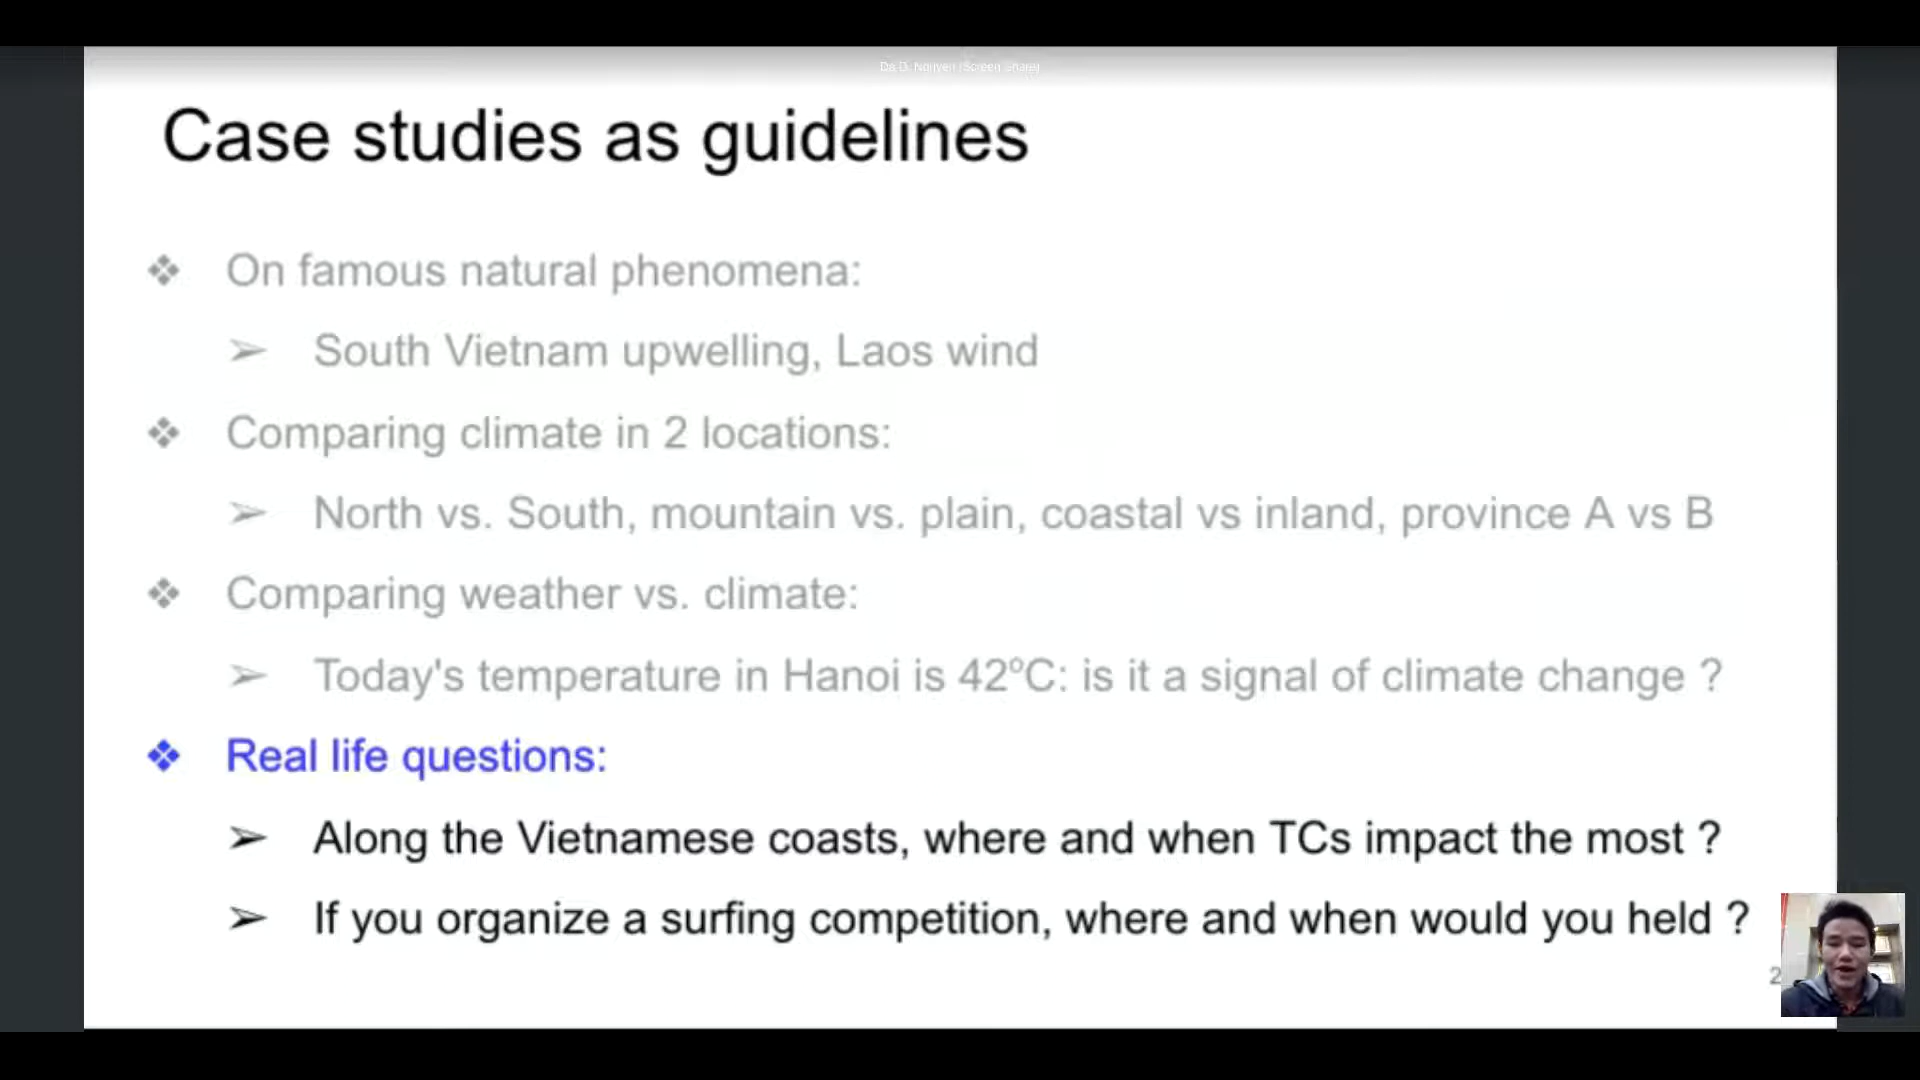 Case studies as guidelines
❖ On famous natural phenomena:
➢ South Vietnam upwelling, Laos wind
❖ Comparing climate in 2 locations:
➢ North vs. South, mountain vs. plain, coastal vs inland, province A vs B
❖ Comparing weather vs. climate:
➢ Today's temperature in Hanoi is 42ºC: is it a signal of climate change ?
❖ Real life questions:
➢ Along the Vietnamese coasts, where and when TCs impact the most ?
➢ If you organize a surfing competition, where and when would you held ?
2